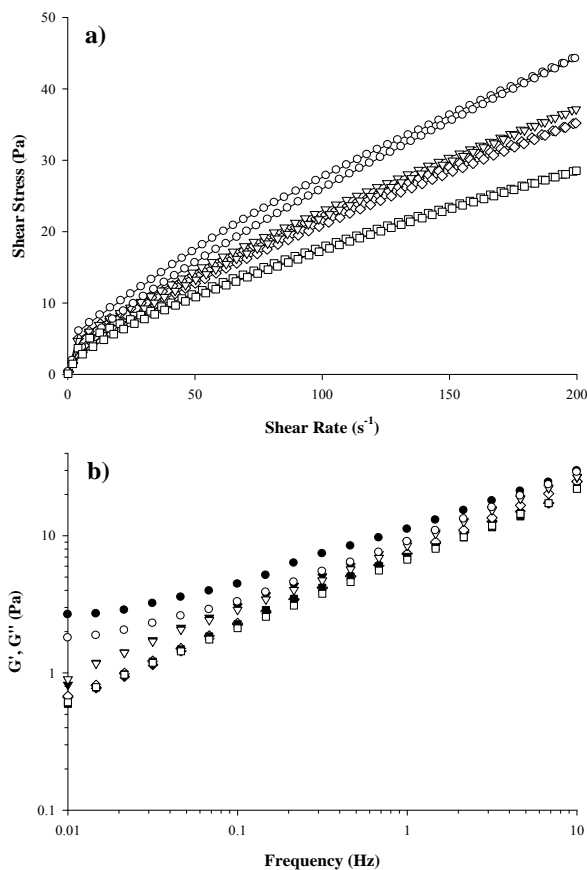 a)
50
40
30
20
10
0
Shear Stress (Pa)
0 50 100 150 200
Shear Rate (s⁻¹)
b)
10
1
0.1
G', G'' (Pa)
0.01 0.1 1 10
Frequency (Hz)